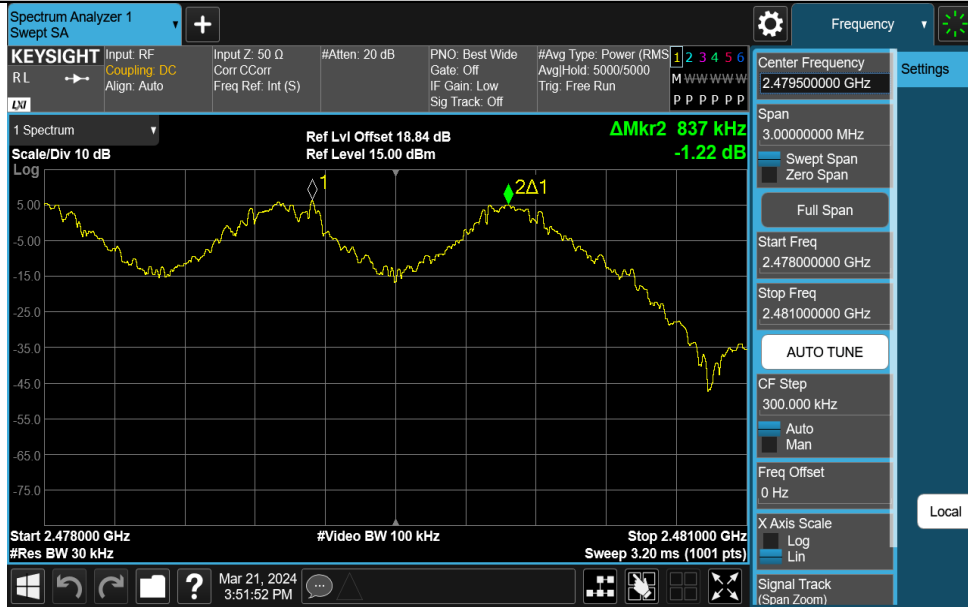 Spectrum Analyzer 1
Swept SA
+
Frequency
KEYSIGHT
RL
LXI
Input: RF
Coupling: DC
Align: Auto
Input Z: 50 Ω
Corr CCorr
Freq Ref: Int (S)
#Atten: 20 dB
PNO: Best Wide
Gate: Off
IF Gain: Low
Sig Track: Off
#Avg Type: Power (RMS
Avg|Hold: 5000/5000
Trig: Free Run
1 2 3 4 5 6
M W W W W W
P P P P P P
Center Frequency
2.479500000 GHz
Settings
1 Spectrum
Scale/Div 10 dB
Log
Ref Lvl Offset 18.84 dB
Ref Level 15.00 dBm
ΔMkr2 837 kHz
-1.22 dB
Span
3.00000000 MHz
Swept Span
Zero Span
Full Span
1
2Δ1
5.00
-5.00
-15.0
-25.0
-35.0
-45.0
-55.0
-65.0
-75.0
Start Freq
2.478000000 GHz
Stop Freq
2.481000000 GHz
AUTO TUNE
CF Step
300.000 kHz
Auto
Man
Freq Offset
0 Hz
Local
X Axis Scale
Log
Lin
Signal Track
(Span Zoom)
Start 2.478000 GHz
#Res BW 30 kHz
#Video BW 100 kHz
Stop 2.481000 GHz
Sweep 3.20 ms (1001 pts)
?
Mar 21, 2024
3:51:52 PM